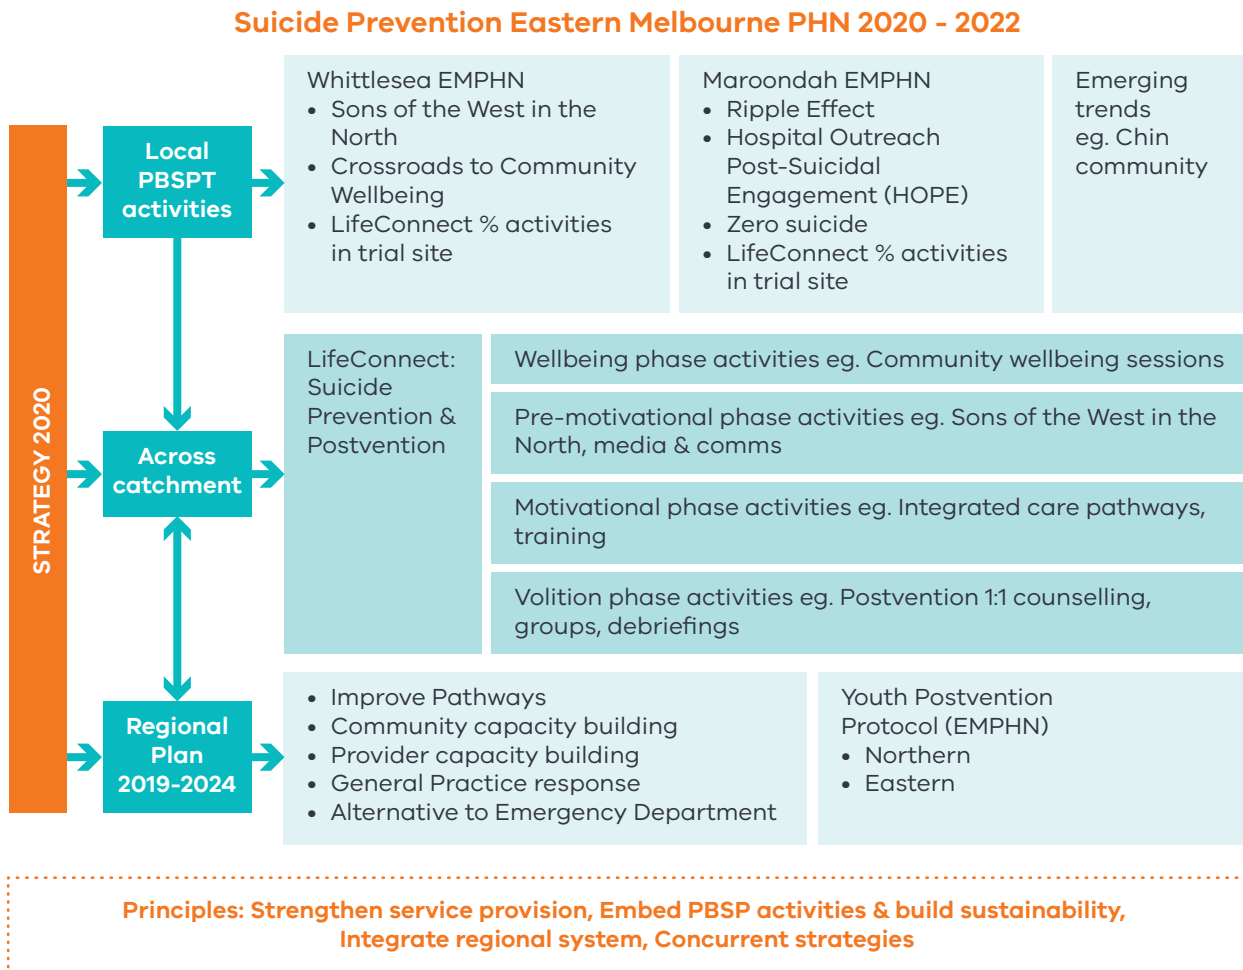 Suicide Prevention Eastern Melbourne PHN 2020 - 2022
STRATEGY 2020
Local
PBSPT
activities
Whittlesea EMPHN
• Sons of the West in the
North
• Crossroads to Community
Wellbeing
• LifeConnect % activities
in trial site
Maroondah EMPHN
• Ripple Effect
• Hospital Outreach
Post-Suicidal
Engagement (HOPE)
• Zero suicide
• LifeConnect % activities
in trial site
Emerging
trends
eg. Chin
community
Across
catchment
LifeConnect:
Suicide
Prevention &
Postvention
Wellbeing phase activities eg. Community wellbeing sessions
Pre-motivational phase activities eg. Sons of the West in the
North, media & comms
Motivational phase activities eg. Integrated care pathways,
training
Volition phase activities eg. Postvention 1:1 counselling,
groups, debriefings
Regional
Plan
2019-2024
• Improve Pathways
• Community capacity building
• Provider capacity building
• General Practice response
• Alternative to Emergency Department
Youth Postvention
Protocol (EMPHN)
• Northern
• Eastern
Principles: Strengthen service provision, Embed PBSP activities & build sustainability,
Integrate regional system, Concurrent strategies